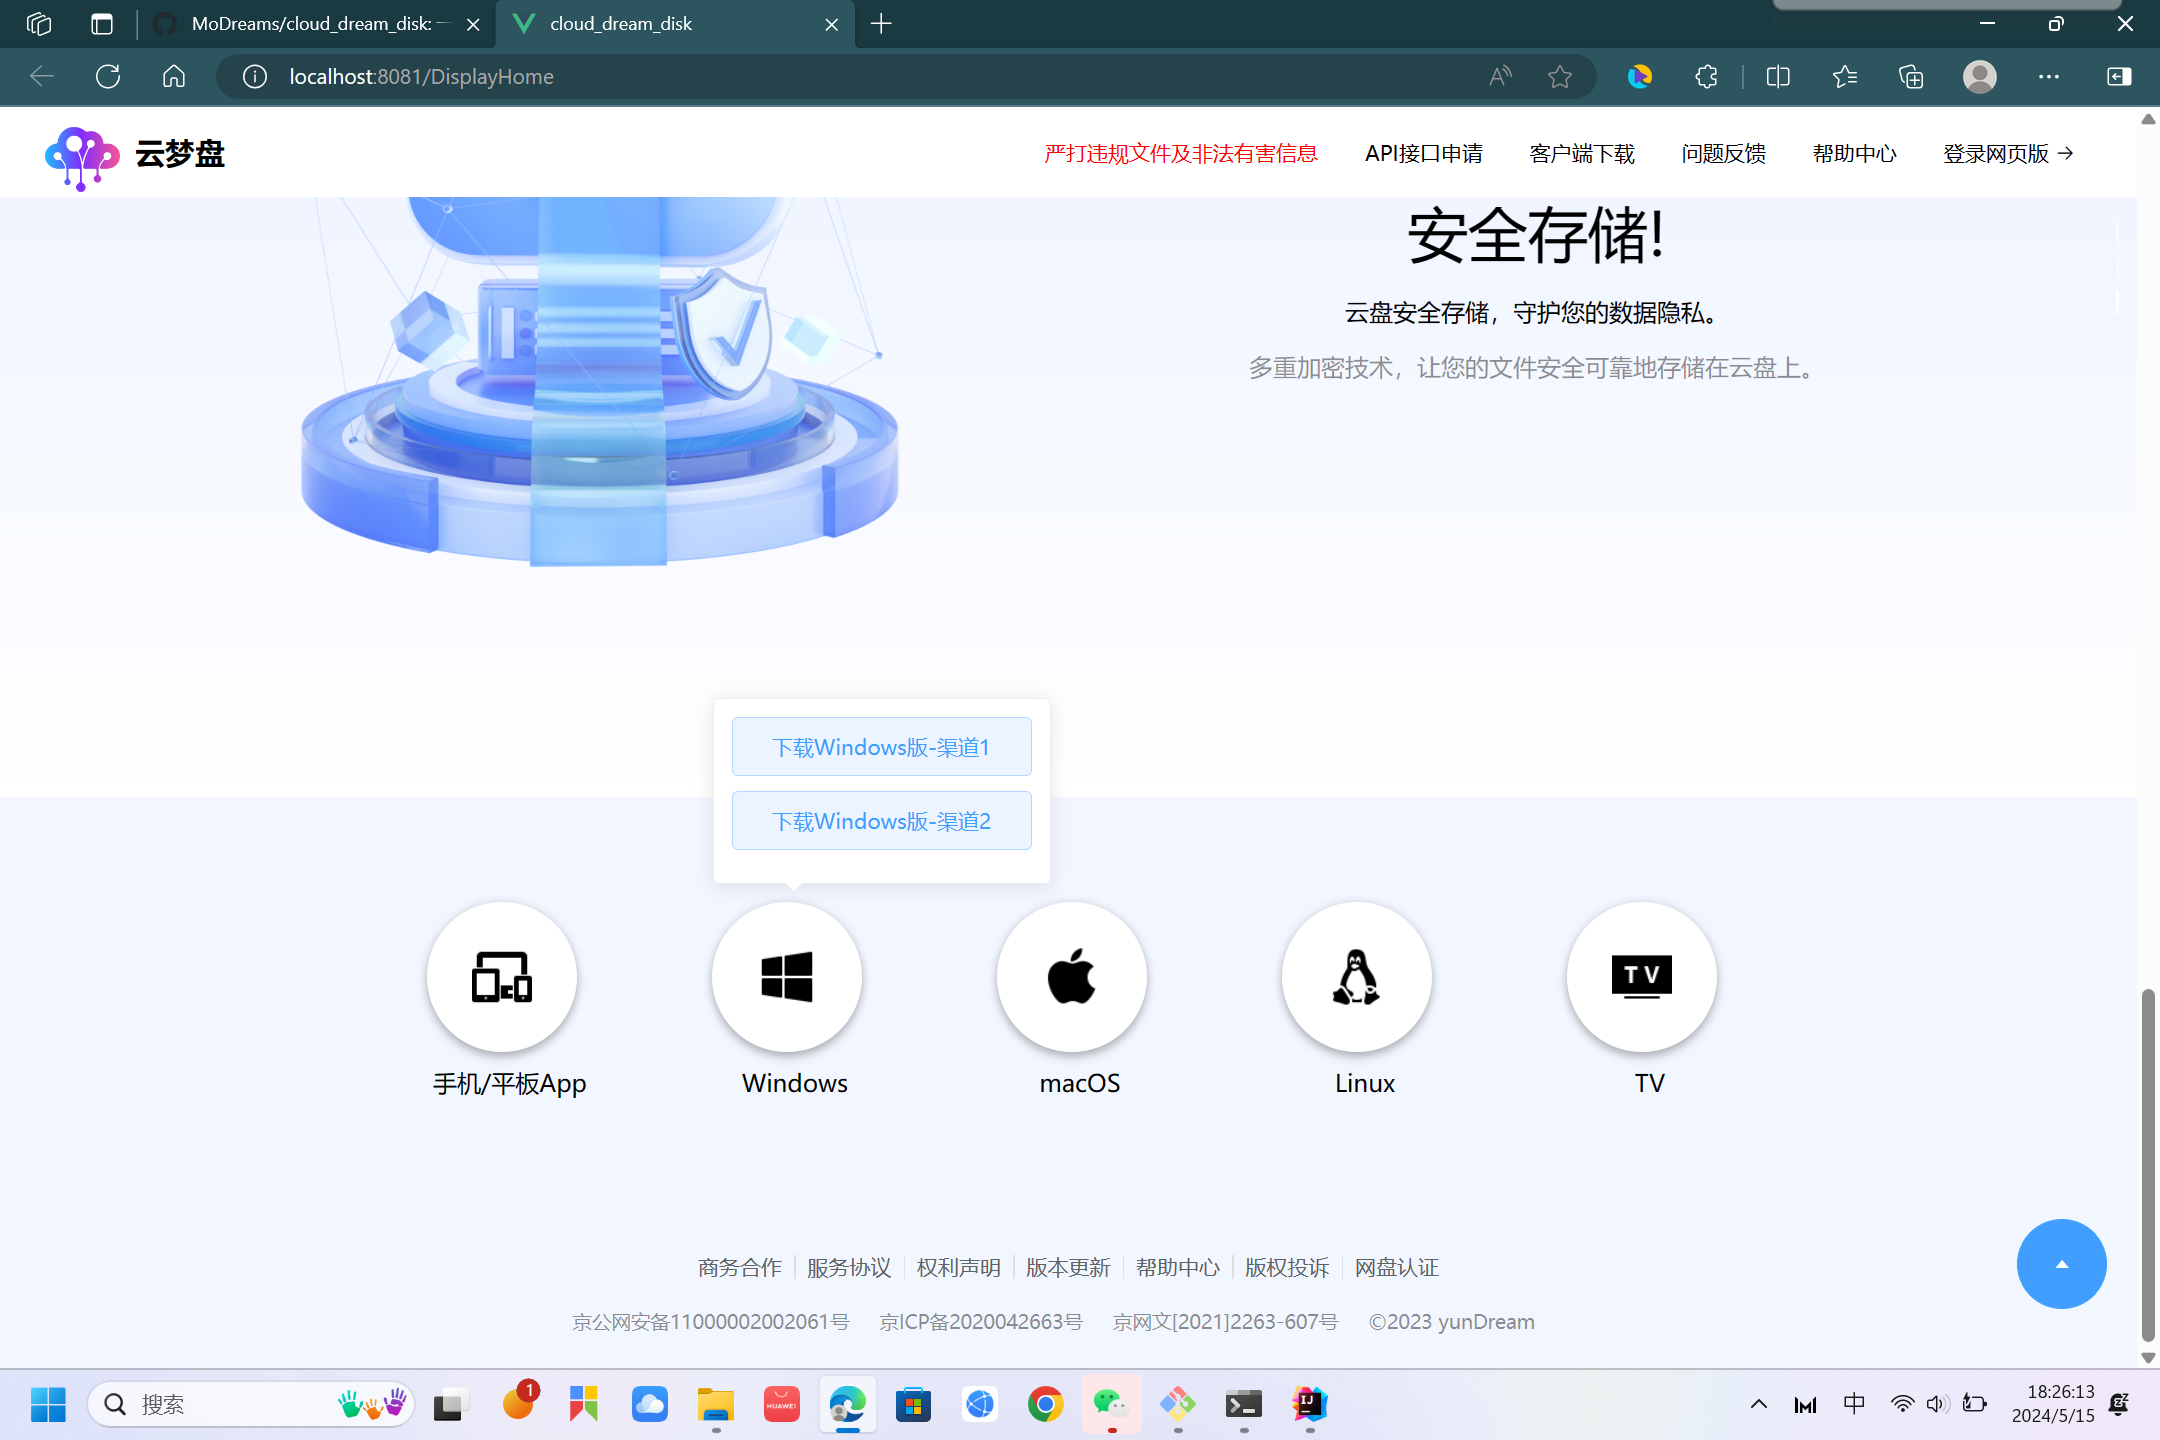 MoDreams/cloud_dream_disk:
cloud_dream_disk
localhost:8081/DisplayHome
云梦盘
严打违规文件及非法有害信息
API接口申请
客户端下载
问题反馈
帮助中心
登录网页版
安全存储!
云盘安全存储，守护您的数据隐私。
多重加密技术，让您的文件安全可靠地存储在云盘上。
下载Windows版-渠道1
下载Windows版-渠道2
TV
手机/平板App
Windows
macOS
Linux
TV
商务合作
服务协议
权利声明
版本更新
帮助中心
版权投诉
网盘认证
京公网安备11000002002061号
京ICP备2020042663号
京网文[2021]2263-607号
©2023 yunDream
搜索
1
HUAWEI
IJ
中
18:26:13
2024/5/15